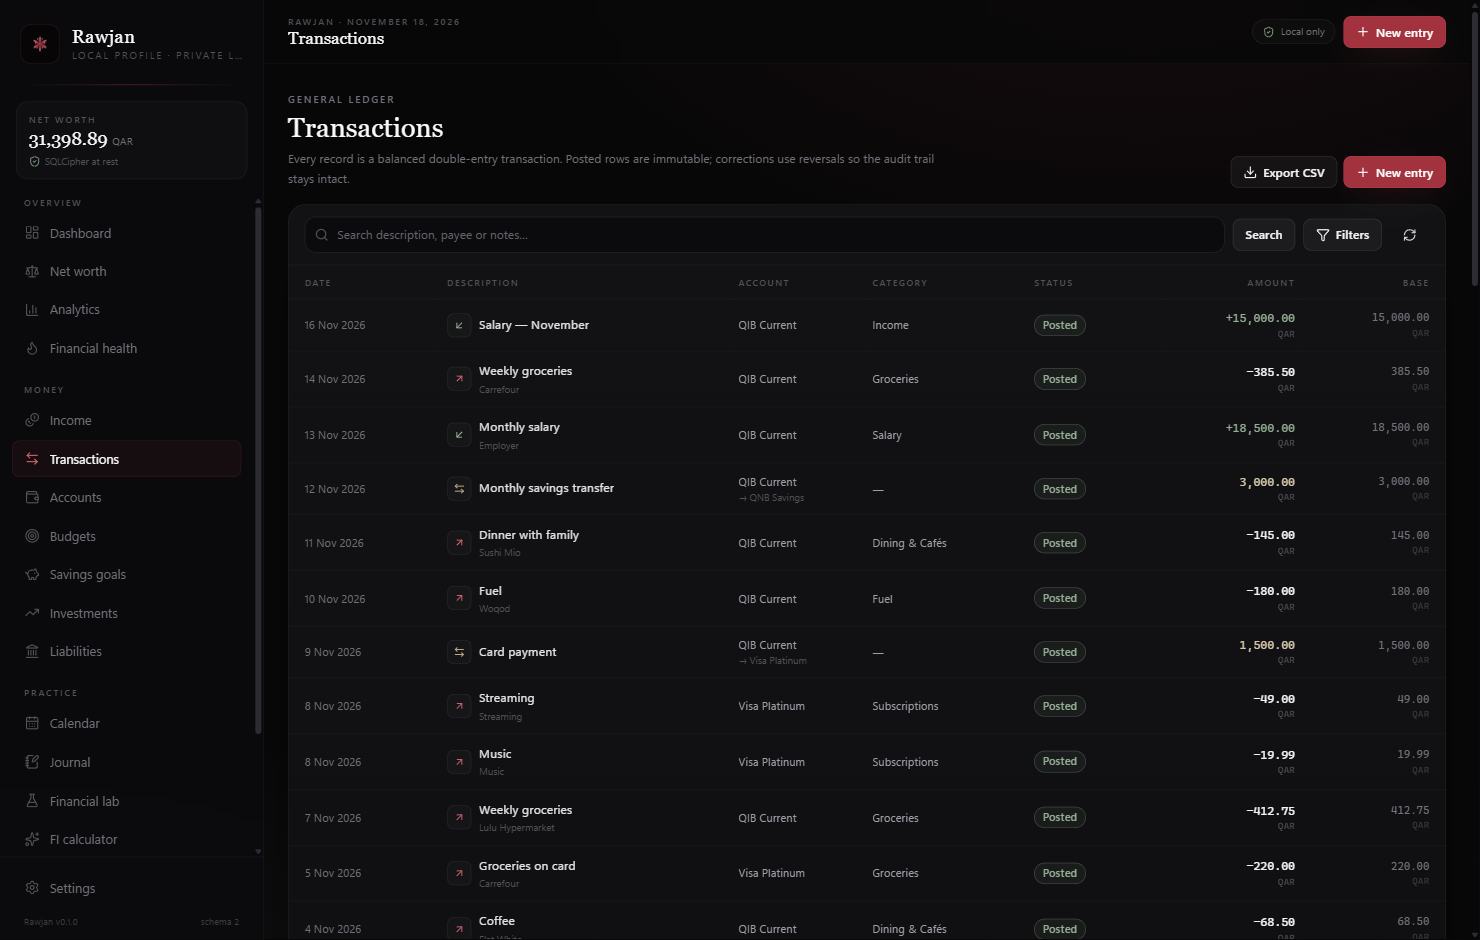 Rawjan
LOCAL PROFILE · PRIVATE L…
NET WORTH
31,398.89 QAR
SQLCipher at rest
OVERVIEW
Dashboard
Net worth
Analytics
Financial health
MONEY
Income
Transactions
Accounts
Budgets
Savings goals
Investments
Liabilities
PRACTICE
Calendar
Journal
Financial lab
FI calculator
Settings
Rawjan v0.1.0 schema 2
RAWJAN · NOVEMBER 18, 2026
Transactions
Local only
+ New entry
GENERAL LEDGER
Transactions
Every record is a balanced double-entry transaction. Posted rows are immutable; corrections use reversals so the audit trail
stays intact.
Export CSV
+ New entry
Search description, payee or notes...
Search
Filters
DATE DESCRIPTION ACCOUNT CATEGORY STATUS AMOUNT BASE
16 Nov 2026 Salary — November QIB Current Income Posted +15,000.00 15,000.00
QAR QAR
14 Nov 2026 Weekly groceries QIB Current Groceries Posted −385.50 385.50
Carrefour QAR QAR
13 Nov 2026 Monthly salary QIB Current Salary Posted +18,500.00 18,500.00
Employer QAR QAR
12 Nov 2026 Monthly savings transfer QIB Current — Posted 3,000.00 3,000.00
→ QNB Savings QAR QAR
11 Nov 2026 Dinner with family QIB Current Dining & Cafés Posted −145.00 145.00
Sushi Mio QAR QAR
10 Nov 2026 Fuel QIB Current Fuel Posted −180.00 180.00
Woqod QAR QAR
9 Nov 2026 Card payment QIB Current — Posted 1,500.00 1,500.00
→ Visa Platinum QAR QAR
8 Nov 2026 Streaming Visa Platinum Subscriptions Posted −49.00 49.00
Streaming QAR QAR
8 Nov 2026 Music Visa Platinum Subscriptions Posted −19.99 19.99
Music QAR QAR
7 Nov 2026 Weekly groceries QIB Current Groceries Posted −412.75 412.75
Lulu Hypermarket QAR QAR
5 Nov 2026 Groceries on card Visa Platinum Groceries Posted −220.00 220.00
Carrefour QAR QAR
4 Nov 2026 Coffee QIB Current Dining & Cafés Posted −68.50 68.50
QAR QAR